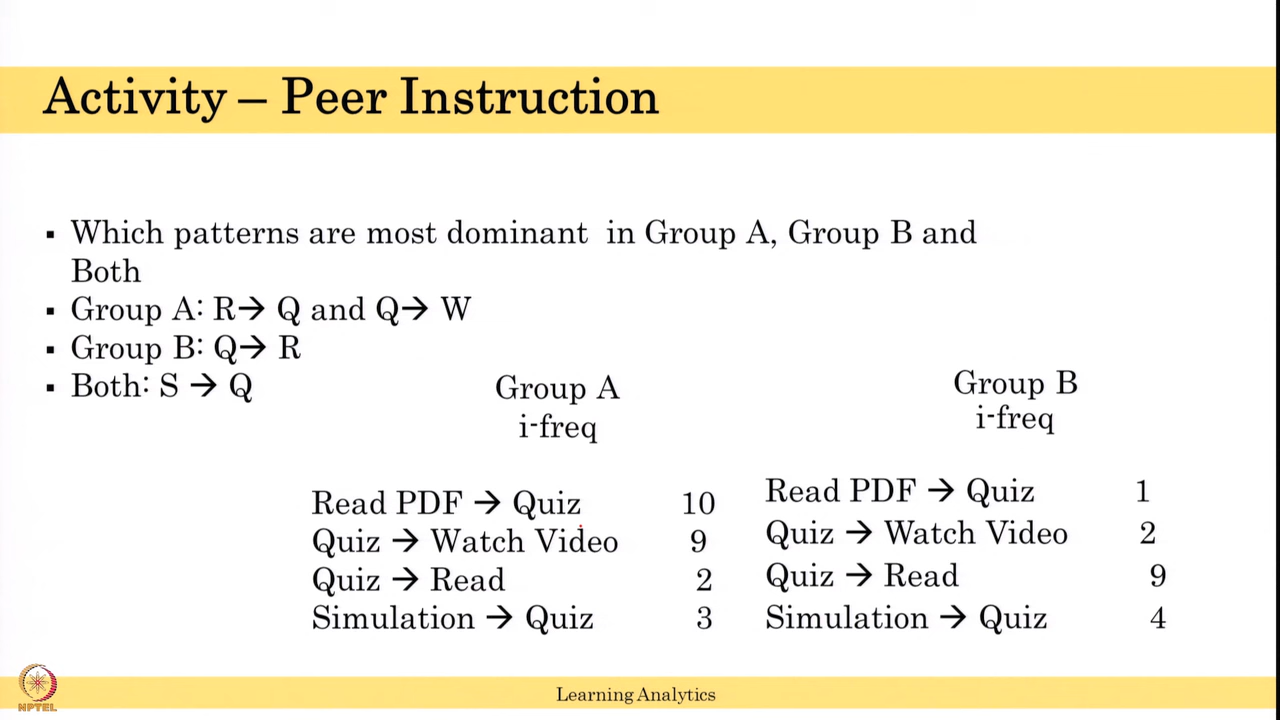 Activity – Peer Instruction
▪ Which patterns are most dominant in Group A, Group B and
Both
▪ Group A: R→ Q and Q→ W
▪ Group B: Q→ R
▪ Both: S → Q
Group A
i-freq
Read PDF → Quiz 10
Quiz → Watch Video 9
Quiz → Read 2
Simulation → Quiz 3
Group B
i-freq
Read PDF → Quiz 1
Quiz → Watch Video 2
Quiz → Read 9
Simulation → Quiz 4
NPTEL
Learning Analytics